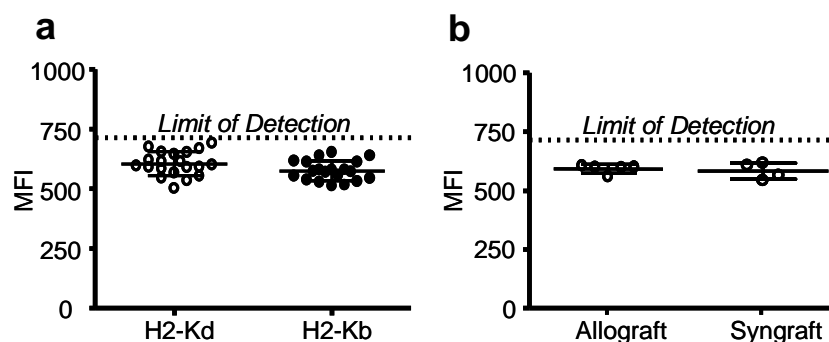 a
1000
750
500
250
0
MFI
Limit of Detection
H2-Kd
H2-Kb
b
1000
750
500
250
0
MFI
Limit of Detection
Allograft
Syngraft